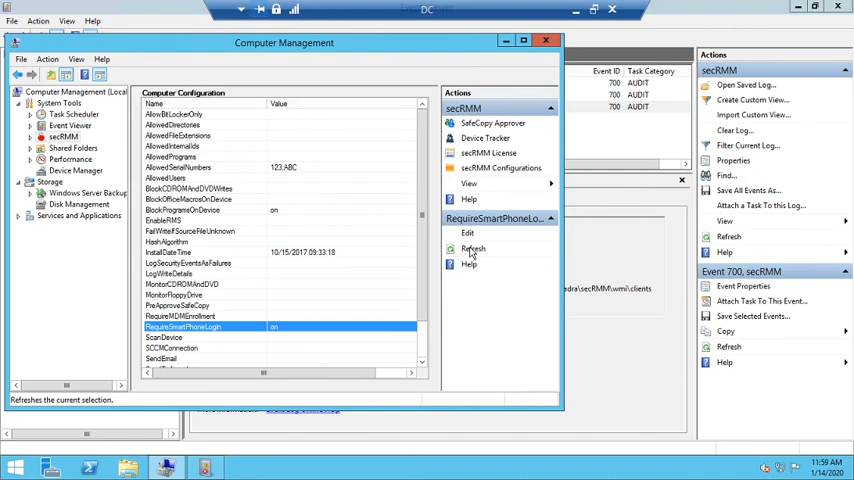 DC
File
Action
View
Help
Computer Management
File
Action
View
Help
Computer Management (Local
System Tools
Task Scheduler
Event Viewer
secRMM
Shared Folders
Performance
Device Manager
Storage
Windows Server Backup
Disk Management
Services and Applications
Computer Configuration
Name
Value
AllowBitLockerOnly
AllowedDirectories
AllowedFileExtensions
AllowedInternalIds
AllowedPrograms
AllowedSerialNumbers 123;ABC
AllowedUsers
BlockCDROMAndDVDWrites
BlockOfficeMacrosOnDevice
BlockProgramsOnDevice on
EnableRMS
FailWriteIfSourceFileUnknown
HashAlgorithm
InstallDateTime 10/15/2017 09:33:18
LogSecurityEventsAsFailures
LogWriteDetails
MonitorCDROMAndDVD
MonitorFloppyDrive
PreApproveSafeCopy
RequireMDMEnrollment
RequireSmartPhoneLogin on
ScanDevice
SCCMConnection
SendEmail
Actions
secRMM
SafeCopy Approver
Device Tracker
secRMM License
secRMM Configurations
View
Help
RequireSmartPhoneLo...
Edit
Refresh
Help
Refreshes the current selection.
Event ID
Task Category
700 AUDIT
700 AUDIT
700 AUDIT
adra\secRMM\wmi\clients
Actions
secRMM
Open Saved Log...
Create Custom View...
Import Custom View...
Clear Log...
Filter Current Log...
Properties
Find...
Save All Events As...
Attach a Task To this Log...
View
Refresh
Help
Event 700, secRMM
Event Properties
Attach Task To This Event...
Save Selected Events...
Copy
Refresh
Help
11:59 AM
1/14/2020